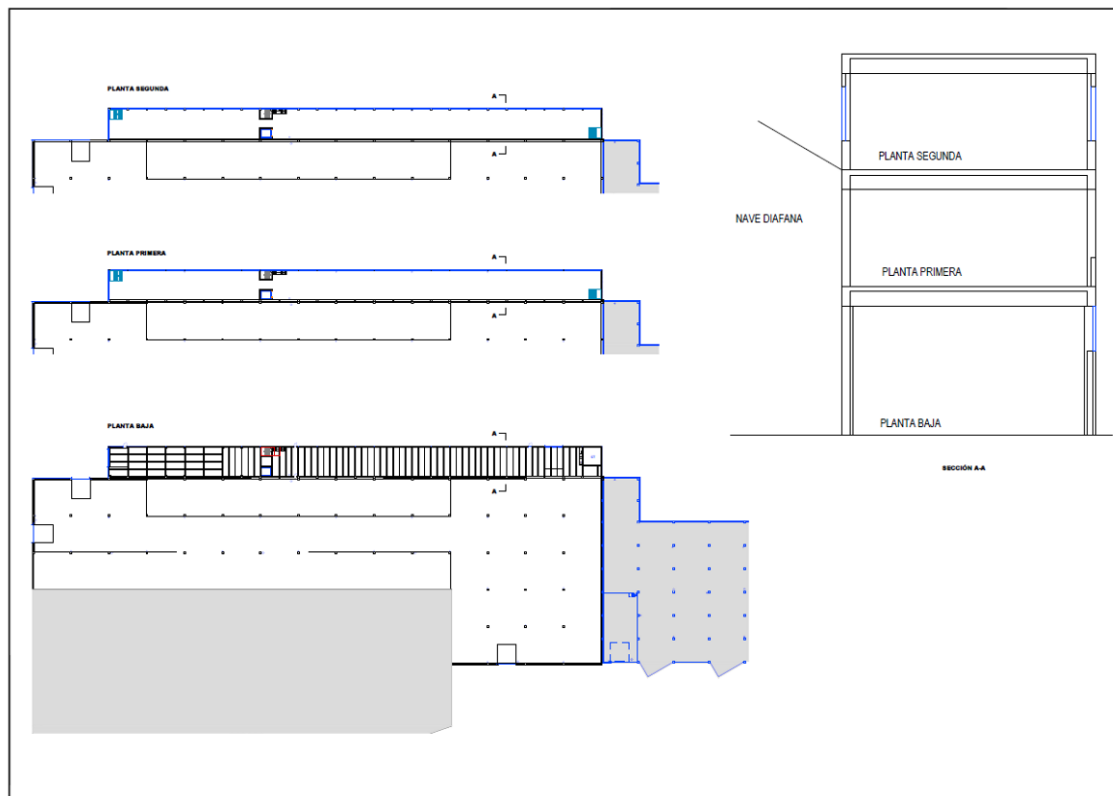 PLANTA SEGUNDA
A
A
PLANTA PRIMERA
A
A
PLANTA BAJA
A
A
PLANTA SEGUNDA
NAVE DIAFANA
PLANTA PRIMERA
PLANTA BAJA
SECCIÓN A-A